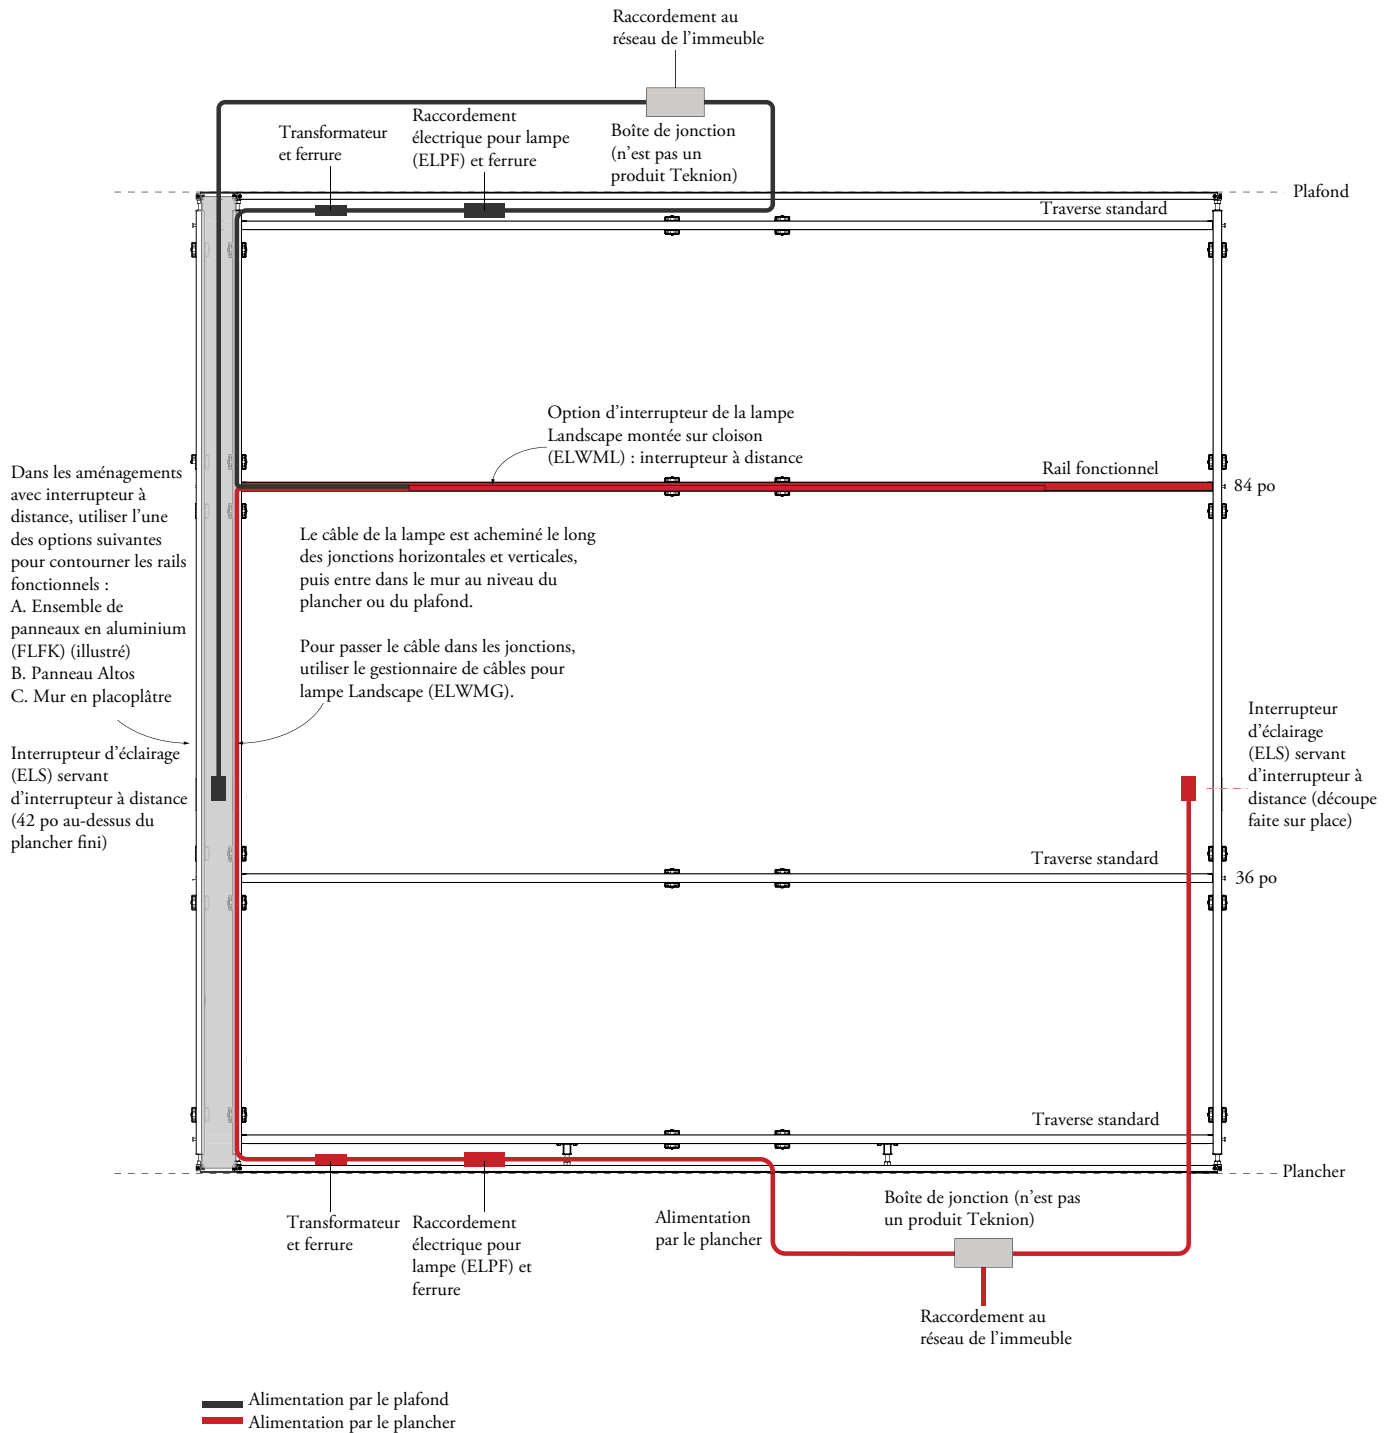 Raccordement au
réseau de l’immeuble
Transformateur
et ferrure
Raccordement
électrique pour lampe
(ELPF) et ferrure
Boîte de jonction
(n’est pas un
produit Teknion)
Plafond
Traverse standard
Option d’interrupteur de la lampe
Landscape montée sur cloison
(ELWML) : interrupteur à distance
Rail fonctionnel
84 po
Dans les aménagements
avec interrupteur à
distance, utiliser l’une
des options suivantes
pour contourner les rails
fonctionnels :
A. Ensemble de
panneaux en aluminium
(FLFK) (illustré)
B. Panneau Altos
C. Mur en placoplâtre
Le câble de la lampe est acheminé le long
des jonctions horizontales et verticales,
puis entre dans le mur au niveau du
plancher ou du plafond.
Pour passer le câble dans les jonctions,
utiliser le gestionnaire de câbles pour
lampe Landscape (ELWMG).
Interrupteur d’éclairage
(ELS) servant
d’interrupteur à distance
(42 po au-dessus du
plancher fini)
Interrupteur
d’éclairage
(ELS) servant
d’interrupteur à
distance (découpe
faite sur place)
Traverse standard
36 po
Traverse standard
Plancher
Transformateur
et ferrure
Raccordement
électrique pour
lampe (ELPF) et
ferrure
Alimentation
par le plancher
Boîte de jonction (n’est pas
un produit Teknion)
Raccordement au
réseau de l’immeuble
Alimentation par le plafond
Alimentation par le plancher